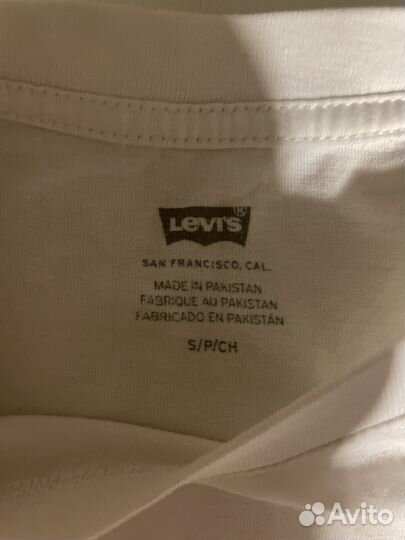 LEVI'S ®
SAN FRANCISCO, CAL.
MADE IN PAKISTAN
FABRIQUE AU PAKISTAN
FABRICADO EN PAKISTÁN
S/P/CH
Avito